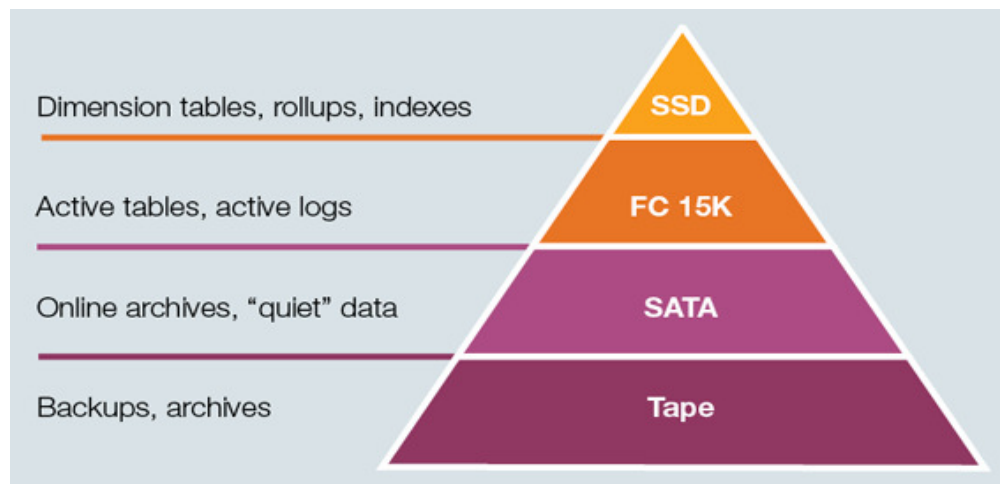 Dimension tables, rollups, indexes
SSD
Active tables, active logs
FC 15K
Online archives, “quiet” data
SATA
Backups, archives
Tape